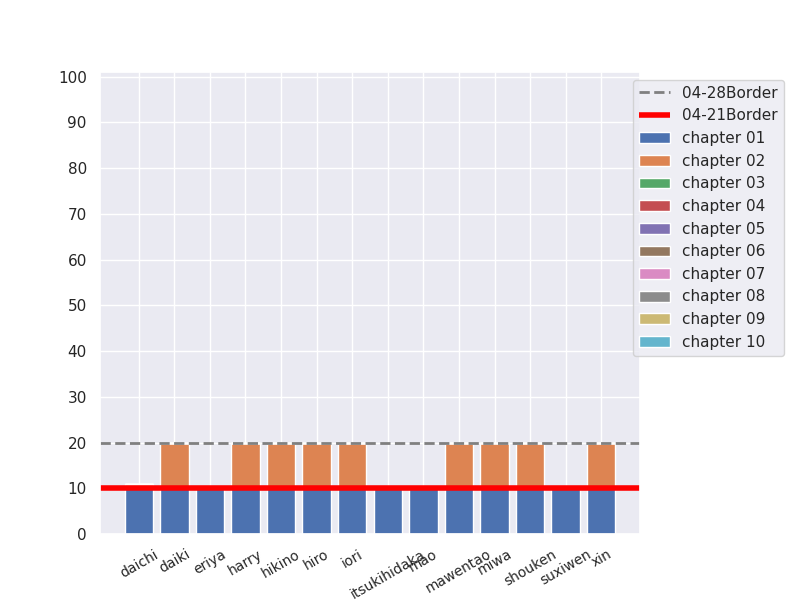 100
90
80
70
60
50
40
30
20
10
0
04-28Border
04-21Border
chapter 01
chapter 02
chapter 03
chapter 04
chapter 05
chapter 06
chapter 07
chapter 08
chapter 09
chapter 10
daichi
daiki
eriya
harry
hikino
hiro
iori
itsukihidaka
mao
mawentao
miwa
shouken
suxiwen
xin